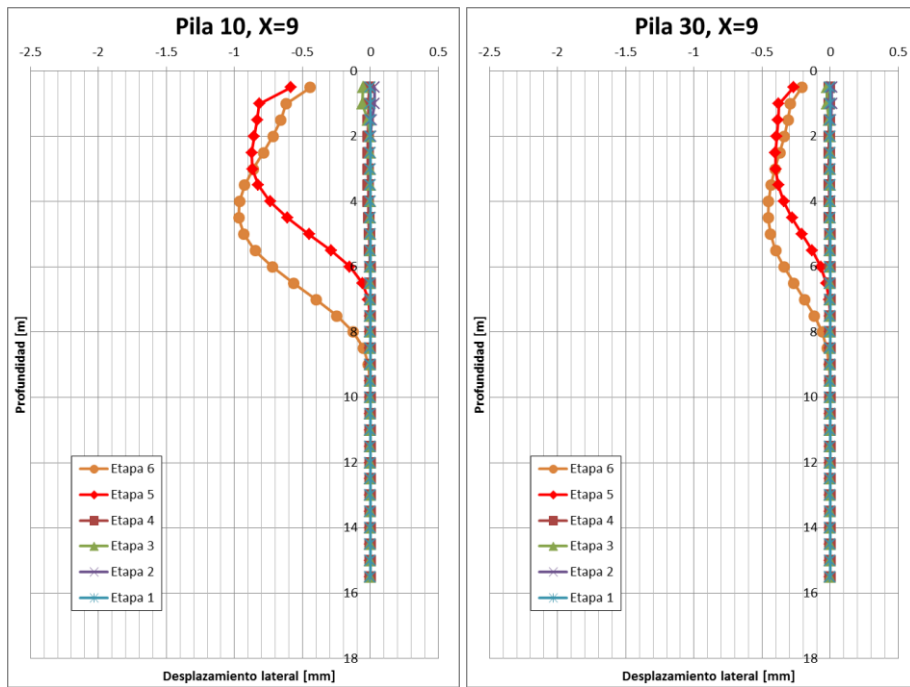 Pila 10, X=9
-2.5 -2 -1.5 -1 -0.5 0 0.5
0
2
4
6
8
10
12
14
16
18
Profundidad [m]
Etapa 6
Etapa 5
Etapa 4
Etapa 3
Etapa 2
Etapa 1
Desplazamiento lateral [mm]
Pila 30, X=9
-2.5 -2 -1.5 -1 -0.5 0 0.5
0
2
4
6
8
10
12
14
16
18
Profundidad [m]
Etapa 6
Etapa 5
Etapa 4
Etapa 3
Etapa 2
Etapa 1
Desplazamiento lateral [mm]